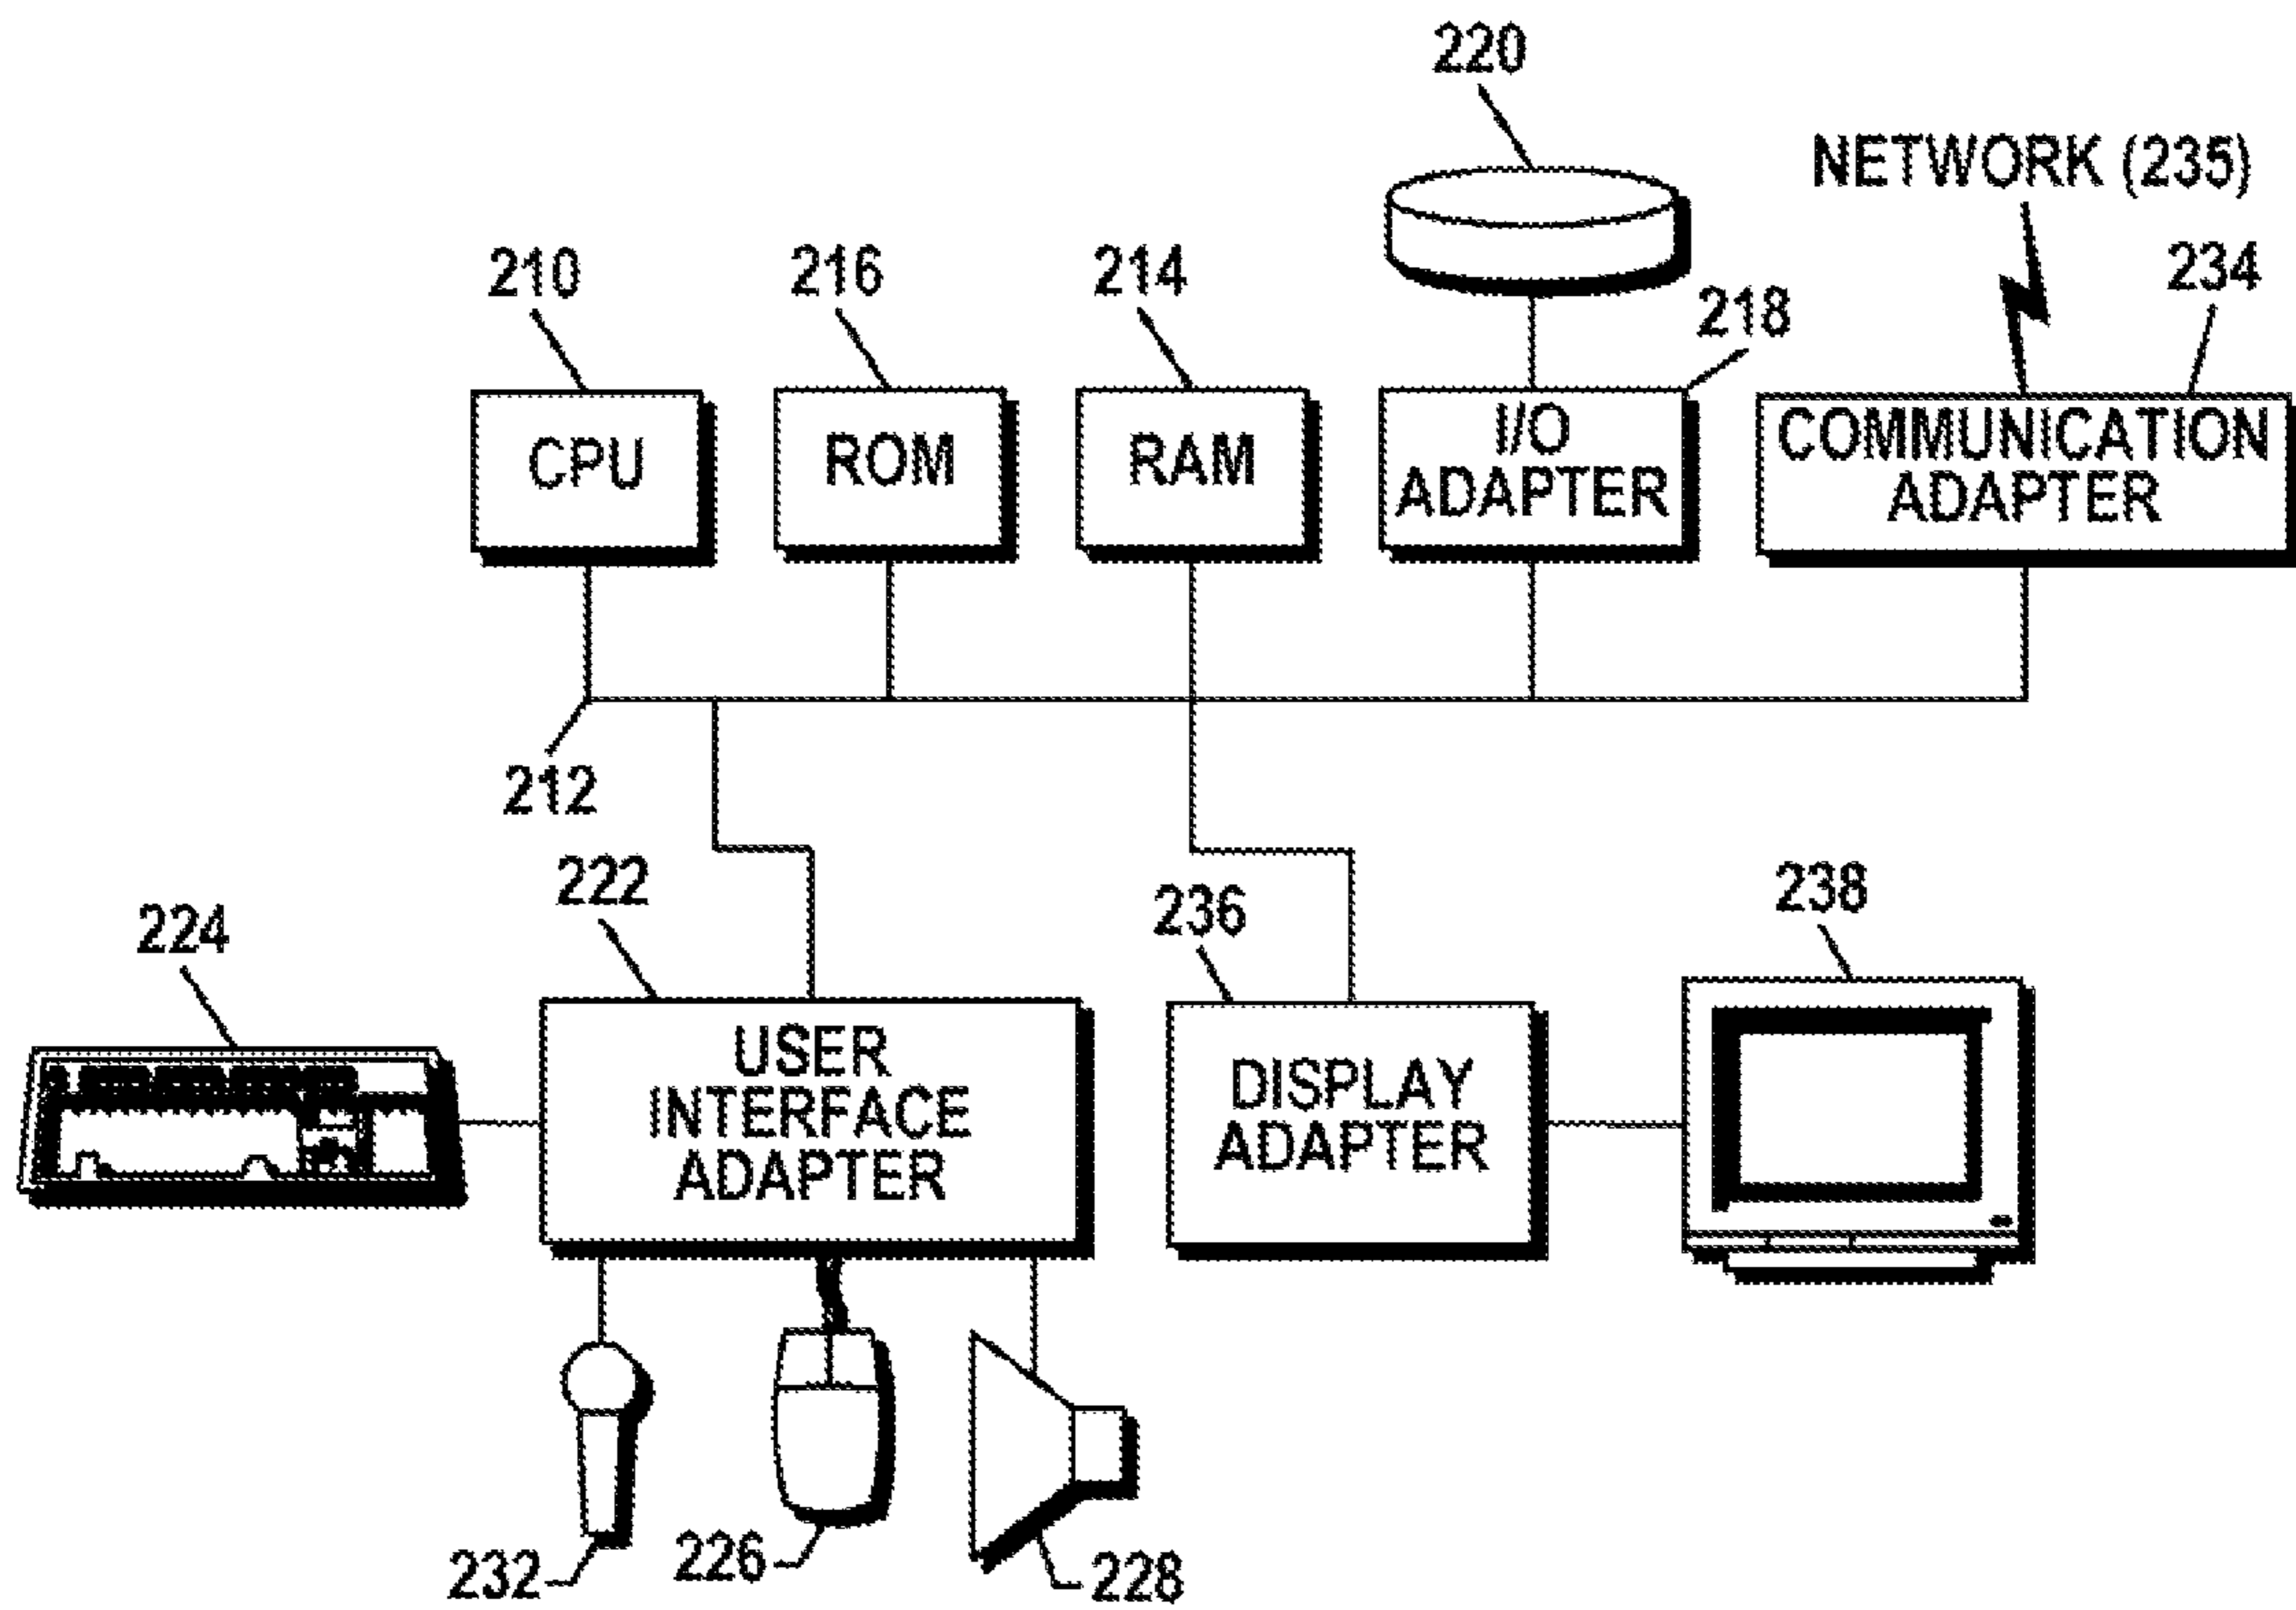 220
NETWORK (235)
210
216
214
218
234
CPU
ROM
RAM
I/O
ADAPTER
COMMUNICATION
ADAPTER
212
222
224
236
238
USER
INTERFACE
ADAPTER
DISPLAY
ADAPTER
232
226
228